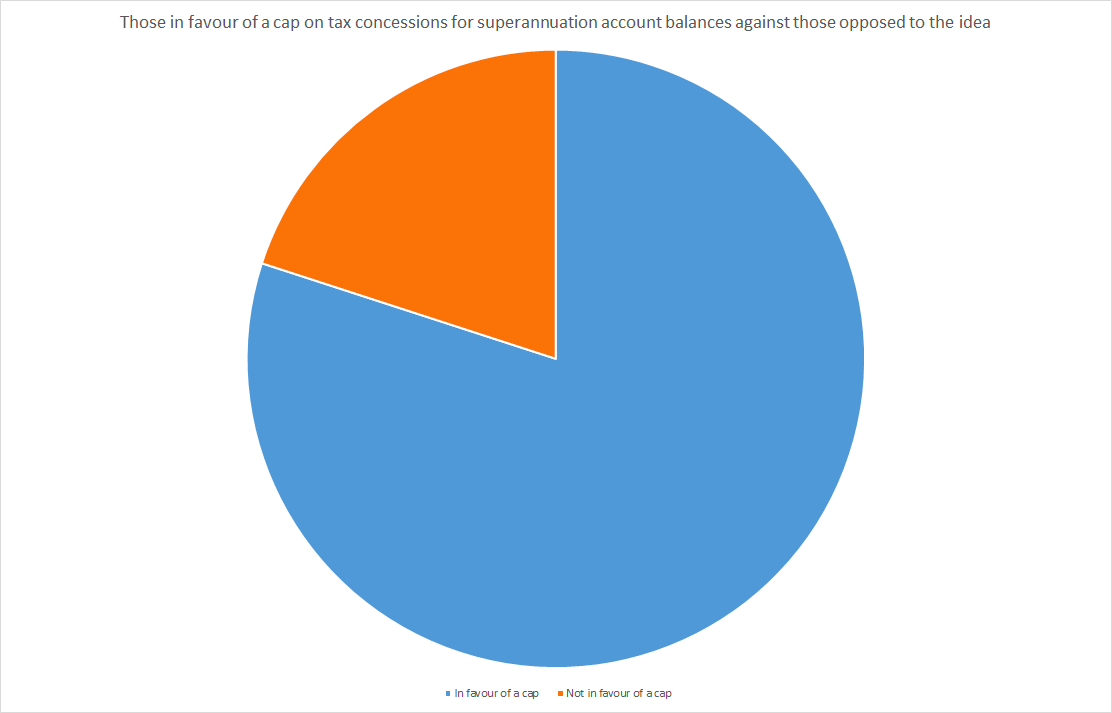 Those in favour of a cap on tax concessions for superannuation account balances against those opposed to the idea
In favour of a cap Not in favour of a cap